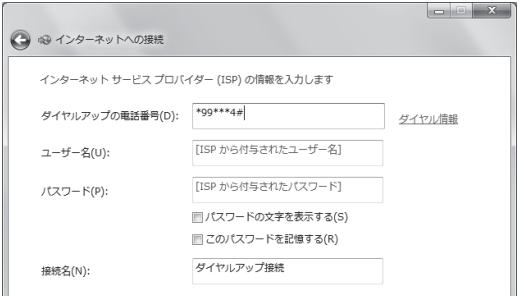 インターネットへの接続
インターネット サービス プロバイダー (ISP) の情報を入力します
ダイヤルアップの電話番号(D): *99***4# ダイヤル情報
ユーザー名(U): [ISP から付与されたユーザー名]
パスワード(P): [ISP から付与されたパスワード]
パスワードの文字を表示する(S)
このパスワードを記憶する(R)
接続名(N): ダイヤルアップ接続